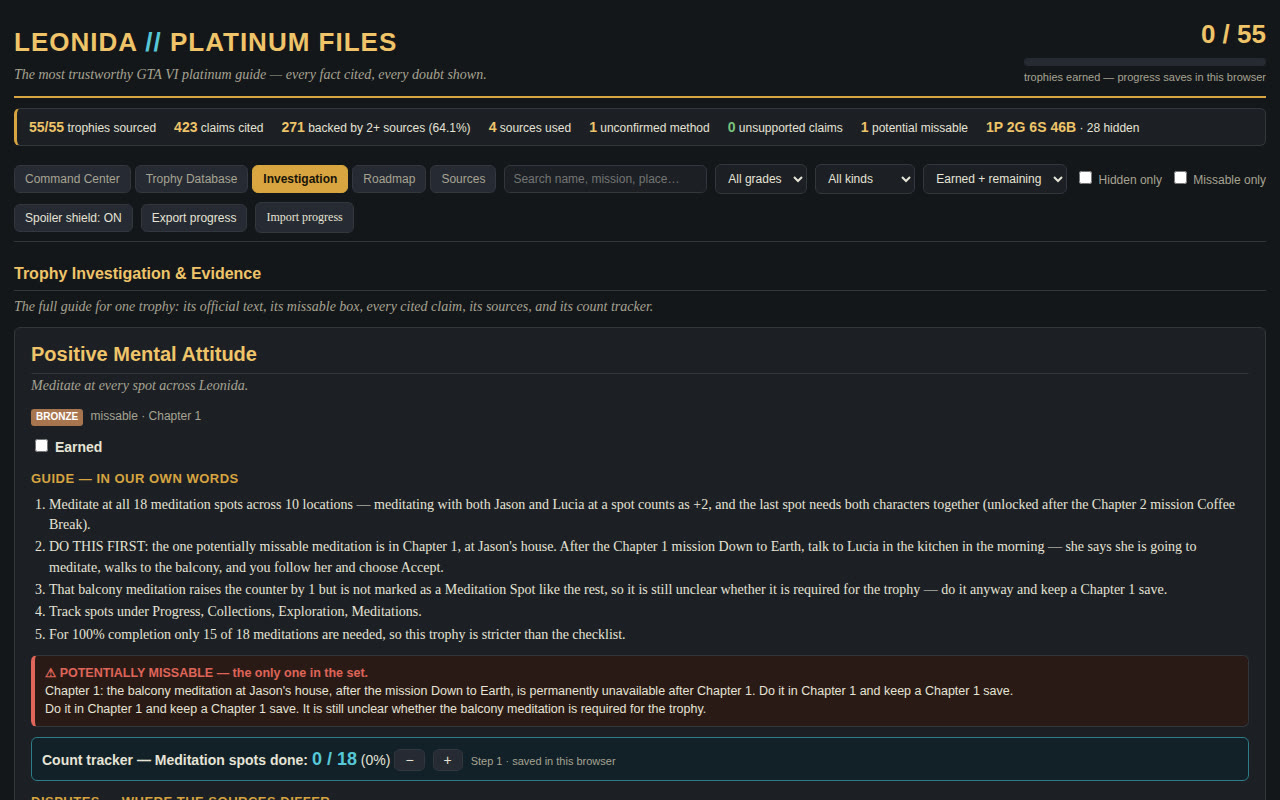 LEONIDA // PLATINUM FILES
0 / 55
The most trustworthy GTA VI platinum guide — every fact cited, every doubt shown.
trophies earned — progress saves in this browser
55/55 trophies sourced 423 claims cited 271 backed by 2+ sources (64.1%) 4 sources used 1 unconfirmed method 0 unsupported claims 1 potential missable 1P 2G 6S 46B · 28 hidden
Command Center Trophy Database Investigation Roadmap Sources Search name, mission, place… All grades All kinds Earned + remaining Hidden only Missable only
Spoiler shield: ON Export progress Import progress
Trophy Investigation & Evidence
The full guide for one trophy: its official text, its missable box, every cited claim, its sources, and its count tracker.
Positive Mental Attitude
Meditate at every spot across Leonida.
BRONZE missable · Chapter 1
Earned
GUIDE — IN OUR OWN WORDS
1. Meditate at all 18 meditation spots across 10 locations — meditating with both Jason and Lucia at a spot counts as +2, and the last spot needs both characters together (unlocked after the Chapter 2 mission Coffee
Break).
2. DO THIS FIRST: the one potentially missable meditation is in Chapter 1, at Jason's house. After the Chapter 1 mission Down to Earth, talk to Lucia in the kitchen in the morning — she says she is going to
meditate, walks to the balcony, and you follow her and choose Accept.
3. That balcony meditation raises the counter by 1 but is not marked as a Meditation Spot like the rest, so it is still unclear whether it is required for the trophy — do it anyway and keep a Chapter 1 save.
4. Track spots under Progress, Collections, Exploration, Meditations.
5. For 100% completion only 15 of 18 meditations are needed, so this trophy is stricter than the checklist.
⚠ POTENTIALLY MISSABLE — the only one in the set.
Chapter 1: the balcony meditation at Jason's house, after the mission Down to Earth, is permanently unavailable after Chapter 1. Do it in Chapter 1 and keep a Chapter 1 save.
Do it in Chapter 1 and keep a Chapter 1 save. It is still unclear whether the balcony meditation is required for the trophy.
Count tracker — Meditation spots done: 0 / 18 (0%) − + Step 1 · saved in this browser
DISPUTES — WHERE THE SOURCES DIFFER